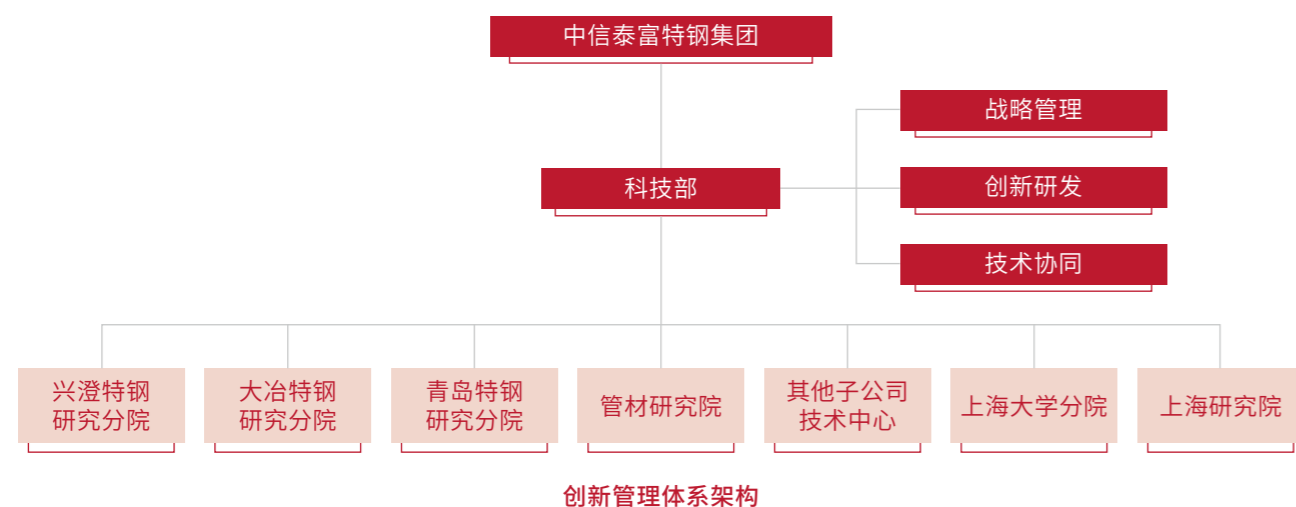 中信泰富特钢集团
战略管理
科技部
创新研发
技术协同
兴澄特钢
研究分院
大冶特钢
研究分院
青岛特钢
研究分院
管材研究院
其他子公司
技术中心
上海大学分院
上海研究院
创新管理体系架构